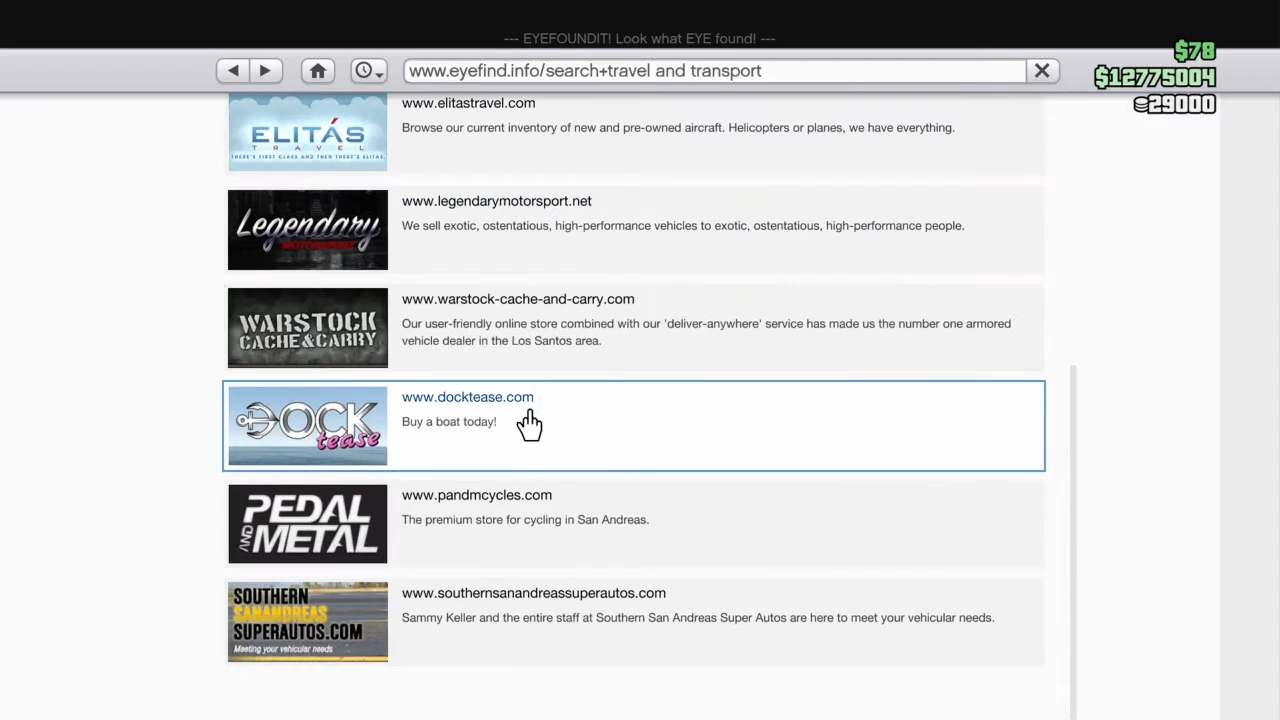 --- EYEFOUNDIT! Look what EYE found! ---
www.eyefind.info/search+travel and transport
$78
$12775004
29000
ELITÁS
TRAVEL
THERE'S FIRST CLASS AND THEN THERE'S ELITAS.
www.elitastravel.com
Browse our current inventory of new and pre-owned aircraft. Helicopters or planes, we have everything.
Legendary
MOTORSPORT
www.legendarymotorsport.net
We sell exotic, ostentatious, high-performance vehicles to exotic, ostentatious, high-performance people.
WARSTOCK
CACHE&CARRY
www.warstock-cache-and-carry.com
Our user-friendly online store combined with our 'deliver-anywhere' service has made us the number one armored
vehicle dealer in the Los Santos area.
DOCK
tease
www.docktease.com
Buy a boat today!
PEDAL
AND METAL
www.pandmcycles.com
The premium store for cycling in San Andreas.
SOUTHERN
SANANDREAS
SUPERAUTOS.COM
Meeting your vehicular needs
www.southernsanandreassuperautos.com
Sammy Keller and the entire staff at Southern San Andreas Super Autos are here to meet your vehicular needs.